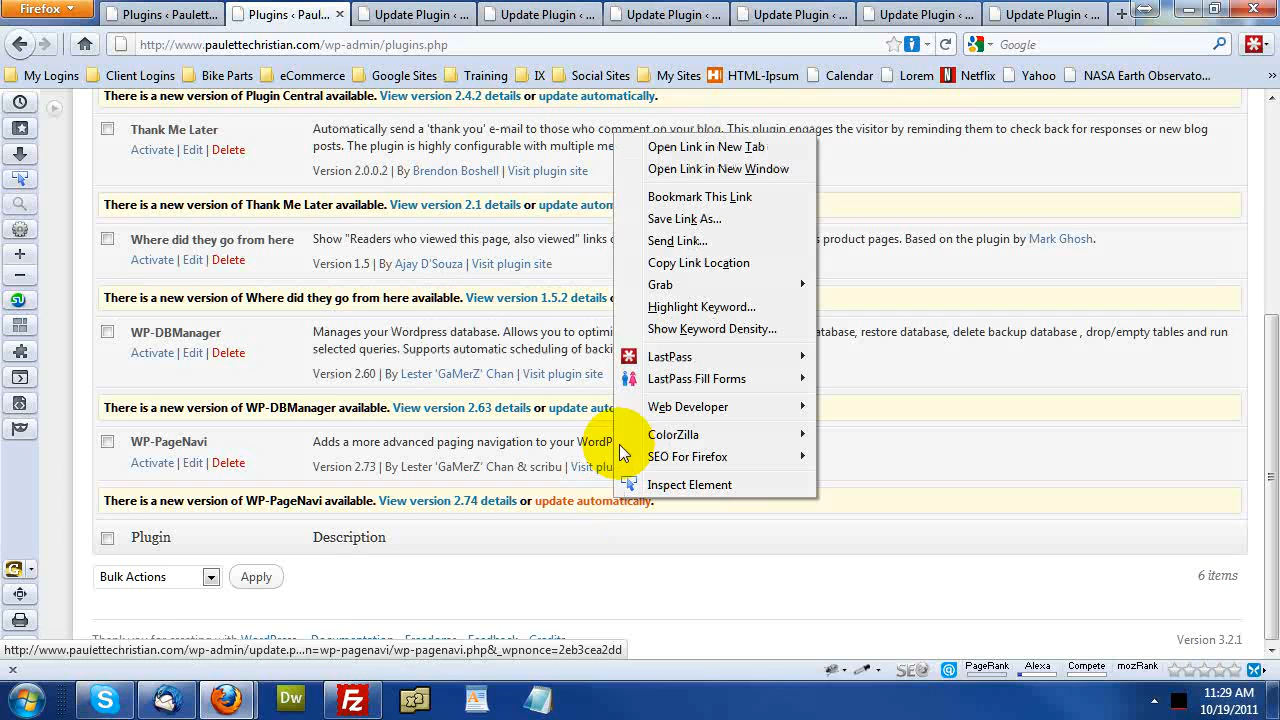 Firefox
Plugins ‹ Paulett...
Plugins ‹ Paul...
Update Plugin ‹ ...
Update Plugin ‹ ...
Update Plugin ‹ ...
Update Plugin ‹ ...
Update Plugin ‹ ...
Update Plugin ‹ ...
http://www.paulettechristian.com/wp-admin/plugins.php
Google
My Logins
Client Logins
Bike Parts
eCommerce
Google Sites
Training
IX
Social Sites
My Sites
HTML-Ipsum
Calendar
Lorem
Netflix
Yahoo
NASA Earth Observato...
There is a new version of Plugin Central available. View version 2.4.2 details or update automatically.
Thank Me Later
Automatically send a 'thank you' e-mail to those who comment on your blog. This plugin engages the visitor by reminding them to check back for responses or new blog
Activate | Edit | Delete
posts. The plugin is highly configurable with multiple me
Version 2.0.0.2 | By Brendon Boshell | Visit plugin site
There is a new version of Thank Me Later available. View version 2.1 details or update autom
Where did they go from here
Show "Readers who viewed this page, also viewed" links o
s product pages. Based on the plugin by Mark Ghosh.
Activate | Edit | Delete
Version 1.5 | By Ajay D'Souza | Visit plugin site
There is a new version of Where did they go from here available. View version 1.5.2 details o
WP-DBManager
Manages your Wordpress database. Allows you to optimi
atabase, restore database, delete backup database , drop/empty tables and run
Activate | Edit | Delete
selected queries. Supports automatic scheduling of backi
Version 2.60 | By Lester 'GaMerZ' Chan | Visit plugin site
There is a new version of WP-DBManager available. View version 2.63 details or update auto
WP-PageNavi
Adds a more advanced paging navigation to your WordP
Activate | Edit | Delete
Version 2.73 | By Lester 'GaMerZ' Chan & scribu | Visit plu
There is a new version of WP-PageNavi available. View version 2.74 details or update automatically.
Plugin
Description
Bulk Actions
Apply
6 items
Open Link in New Tab
Open Link in New Window
Bookmark This Link
Save Link As...
Send Link...
Copy Link Location
Grab
Highlight Keyword...
Show Keyword Density...
LastPass
LastPass Fill Forms
Web Developer
ColorZilla
SEO For Firefox
Inspect Element
Thank you for creating with WordPress
Documentation
Freedoms
Feedback
Credits
Version 3.2.1
http://www.paulettechristian.com/wp-admin/update.p...n=wp-pagenavi/wp-pagenavi.php&_wpnonce=2eb3cea2dd
SEO
PageRank
Alexa
Compete
mozRank
Dw
Fz
11:29 AM
10/19/2011